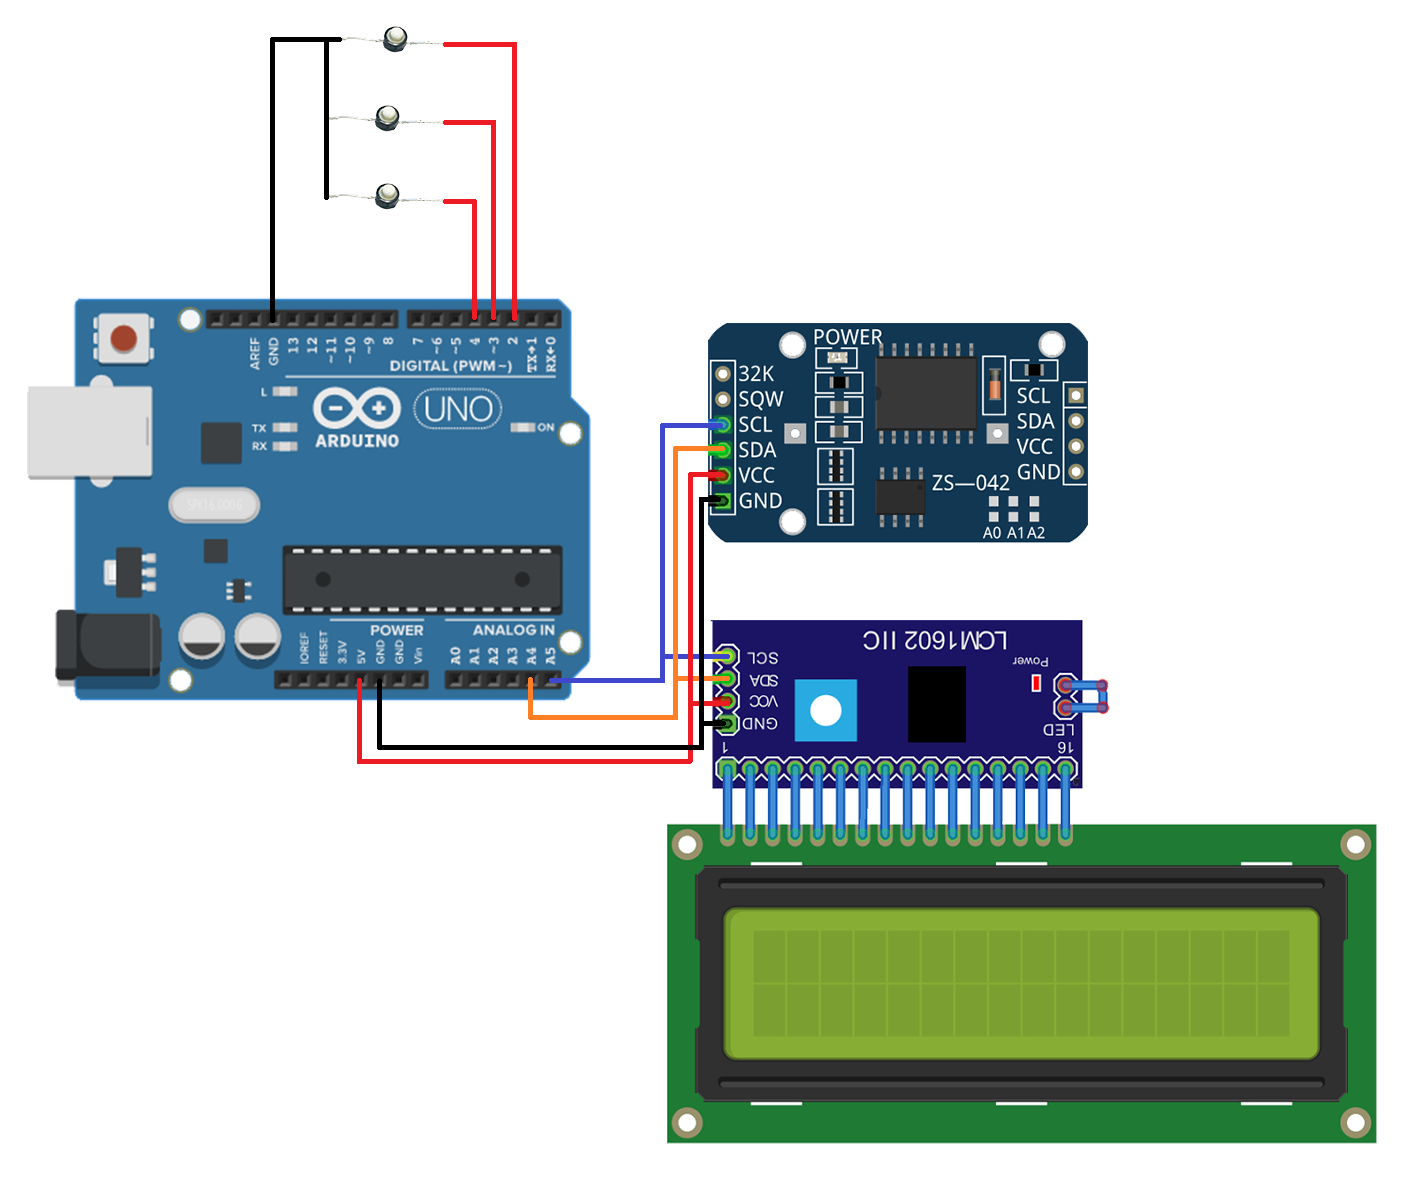 AREF
GND
13
12
~11
~10
~9
8
7
~6
~5
4
~3
2
TX→1
RX←0
DIGITAL (PWM~)
L
TX
RX
ARDUINO
UNO
ON
SPK16.000G
POWER
ANALOG IN
IOREF
RESET
3.3V
5V
GND
GND
Vin
A0
A1
A2
A3
A4
A5
POWER
32K
SQW
SCL
SDA
VCC
GND
SCL
SDA
VCC
GND
ZS—042
A0 A1 A2
LCM1602 IIC
SCL
SDA
VCC
GND
Power
LED
1
16